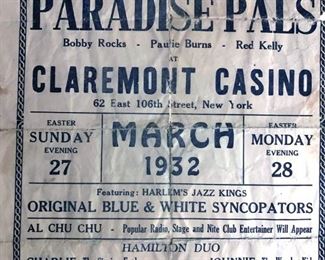 PARADISE PALS
Bobby Rocks - Paulie Burns - Red Kelly
AT
CLAREMONT CASINO
62 East 106th Street, New York
EASTER SUNDAY EVENING 27
MARCH 1932
EASTER MONDAY EVENING 28
Featuring: HARLEM'S JAZZ KINGS
ORIGINAL BLUE & WHITE SYNCOPATORS
AL CHU CHU - Popular Radio, Stage and Nite Club Entertainer Will Appear
HAMILTON DUO